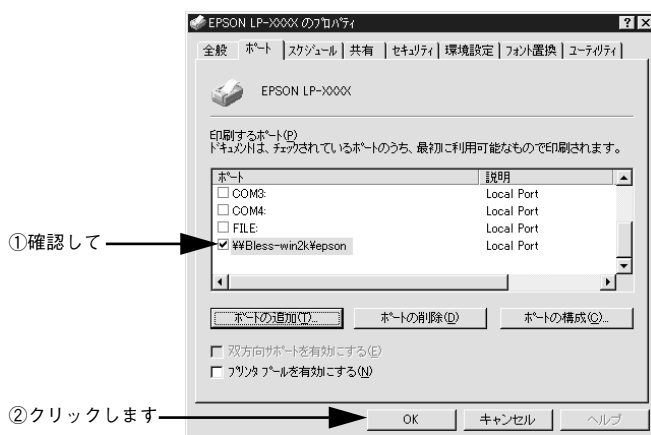 EPSON LP-XXXX のﾌﾟﾛﾊﾟﾃｨ
全般 ﾎﾟｰﾄ ｽｹｼﾞｭｰﾙ 共有 ｾｷｭﾘﾃｨ 環境設定 ﾌｫﾝﾄ置換 ﾕｰﾃｨﾘﾃｨ
EPSON LP-XXXX
印刷するﾎﾟｰﾄ(P)
ﾄﾞｷｭﾒﾝﾄは、ﾁｪｯｸされているﾎﾟｰﾄのうち、最初に利用可能なもので印刷されます。
ﾎﾟｰﾄ 説明
COM3: Local Port
COM4: Local Port
FILE: Local Port
①確認して
¥¥Bless-win2k¥epson Local Port
ﾎﾟｰﾄの追加(T)... ﾎﾟｰﾄの削除(D) ﾎﾟｰﾄの構成(C)...
双方向ｻﾎﾟｰﾄを有効にする(E)
ﾌﾟﾘﾝﾀ ﾌﾟｰﾙを有効にする(N)
②クリックします
OK キャンセル ヘルプ